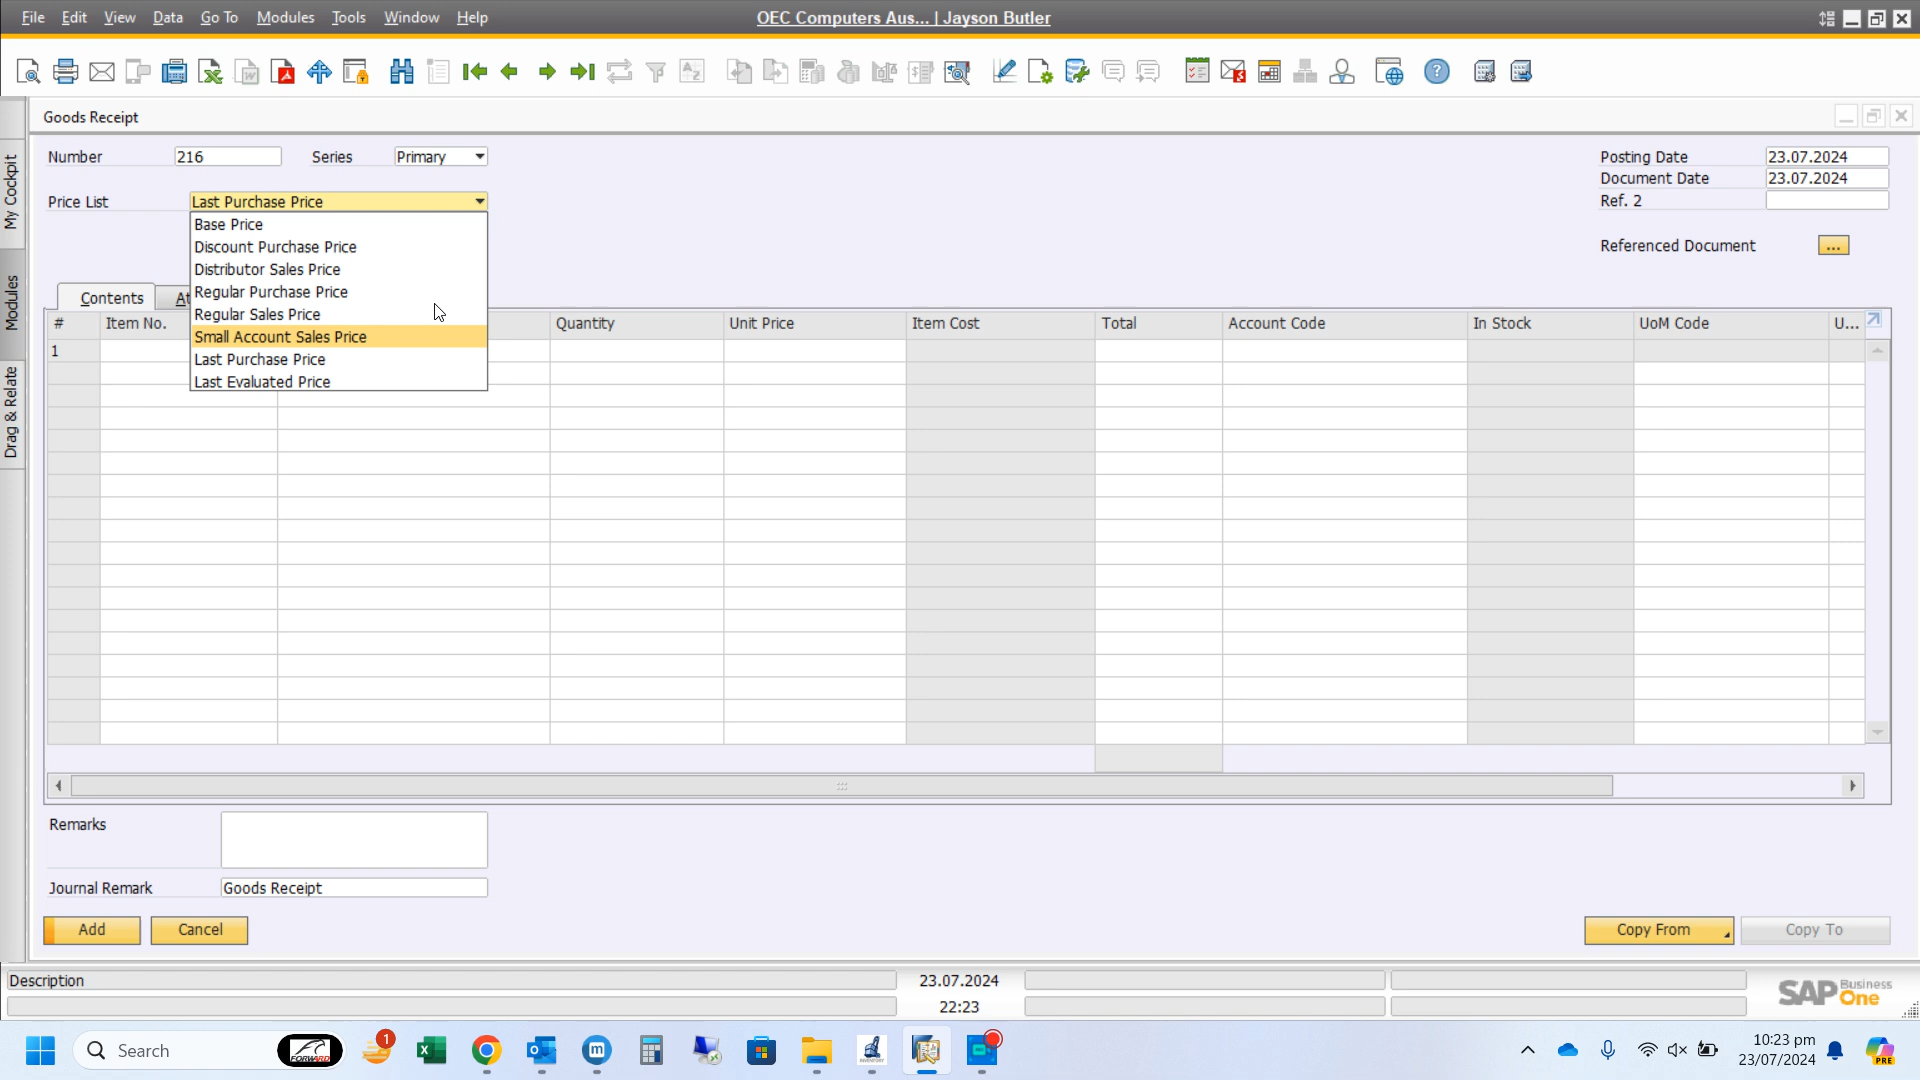 File Edit View Data Go To Modules Tools Window Help
OEC Computers Aus... | Jayson Butler
Goods Receipt
Number 216 Series Primary
Posting Date 23.07.2024
Document Date 23.07.2024
Ref. 2
Price List Last Purchase Price
Base Price
Discount Purchase Price
Distributor Sales Price
Regular Purchase Price
Regular Sales Price
Small Account Sales Price
Last Purchase Price
Last Evaluated Price
Referenced Document ...
My Cockpit
Modules
Drag & Relate
Contents At
# Item No. Quantity Unit Price Item Cost Total Account Code In Stock UoM Code U...
1
Remarks
Journal Remark Goods Receipt
Add Cancel Copy From Copy To
Description 23.07.2024
22:23
SAP Business One
Search FORWARD 1
10:23 pm
23/07/2024
PRE